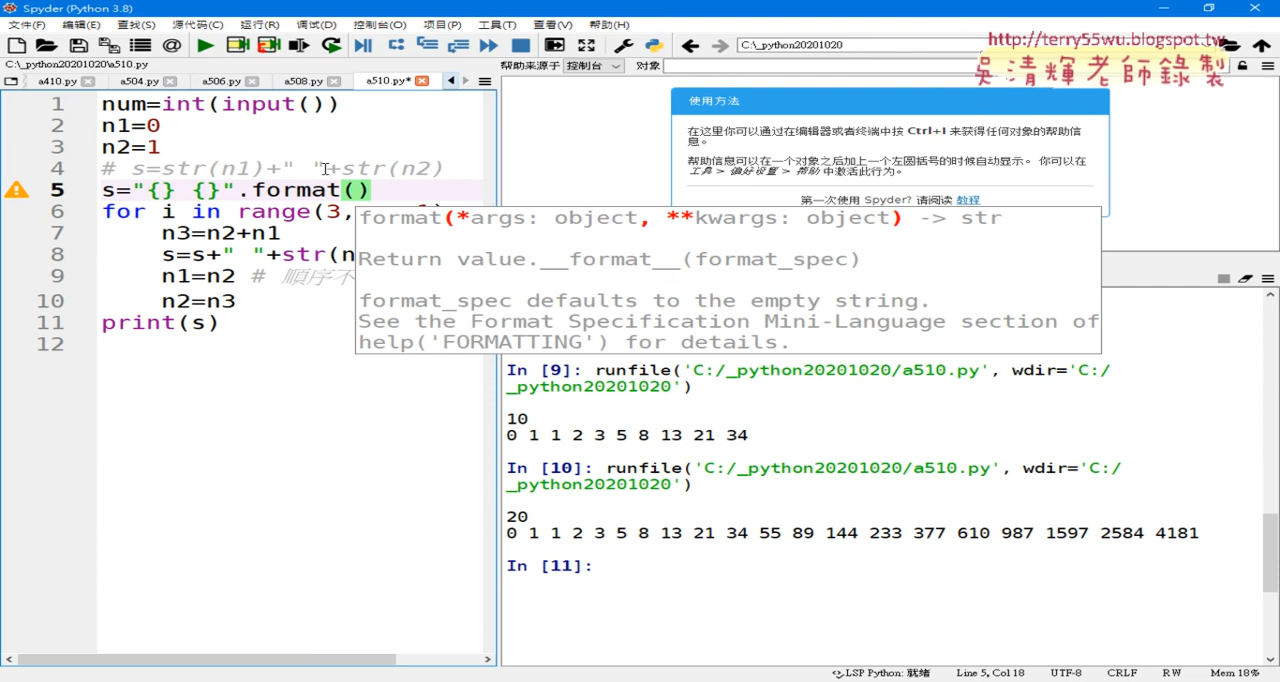 Spyder (Python 3.8)
文件(F) 编辑(E) 查找(S) 源代码(C) 运行(R) 调试(D) 控制台(O) 项目(P) 工具(T) 查看(V) 帮助(H)
C:\_python20201020
http://terry55wu.blogspot.tw
吳清輝老師錄製
C:\_python20201020\a510.py
帮助来源于 控制台 对象
a410.py a504.py a506.py a508.py a510.py*
1 num=int(input())
2 n1=0
3 n2=1
4 # s=str(n1)+" "+str(n2)
5 s="{} {}".format()
6 for i in range(3,
7 n3=n2+n1
8 s=s+" "+str(n
9 n1=n2 # 順序不
10 n2=n3
11 print(s)
12
format(*args: object, **kwargs: object) -> str
Return value.__format__(format_spec)
format_spec defaults to the empty string.
See the Format Specification Mini-Language section of
help('FORMATTING') for details.
使用方法
在这里你可以通过在编辑器或者终端中按 Ctrl+I 来获得任何对象的帮助信
息。
帮助信息可以在一个对象之后加上一个左圆括号的时候自动显示。 你可以在
工具 > 偏好设置 > 帮助 中激活此行为。
第一次使用 Spyder? 请阅读 教程
In [9]: runfile('C:/_python20201020/a510.py', wdir='C:/
_python20201020')
10
0 1 1 2 3 5 8 13 21 34
In [10]: runfile('C:/_python20201020/a510.py', wdir='C:/
_python20201020')
20
0 1 1 2 3 5 8 13 21 34 55 89 144 233 377 610 987 1597 2584 4181
In [11]:
LSP Python: 就绪 Line 5, Col 18 UTF-8 CRLF RW Mem 18%